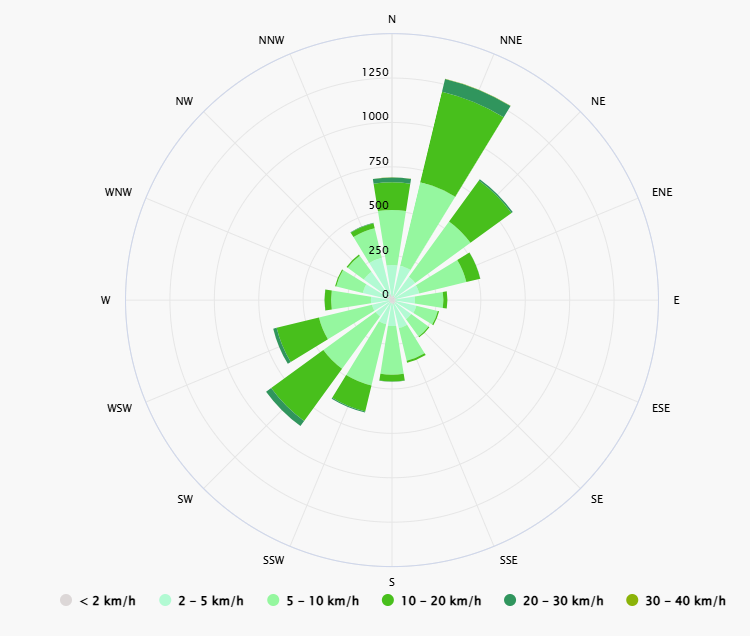 N
NNW
NNE
1250
NW
NE
1000
750
WNW
ENE
500
250
0
W
E
WSW
ESE
SW
SE
SSW
SSE
S
< 2 km/h
2 – 5 km/h
5 – 10 km/h
10 – 20 km/h
20 – 30 km/h
30 – 40 km/h